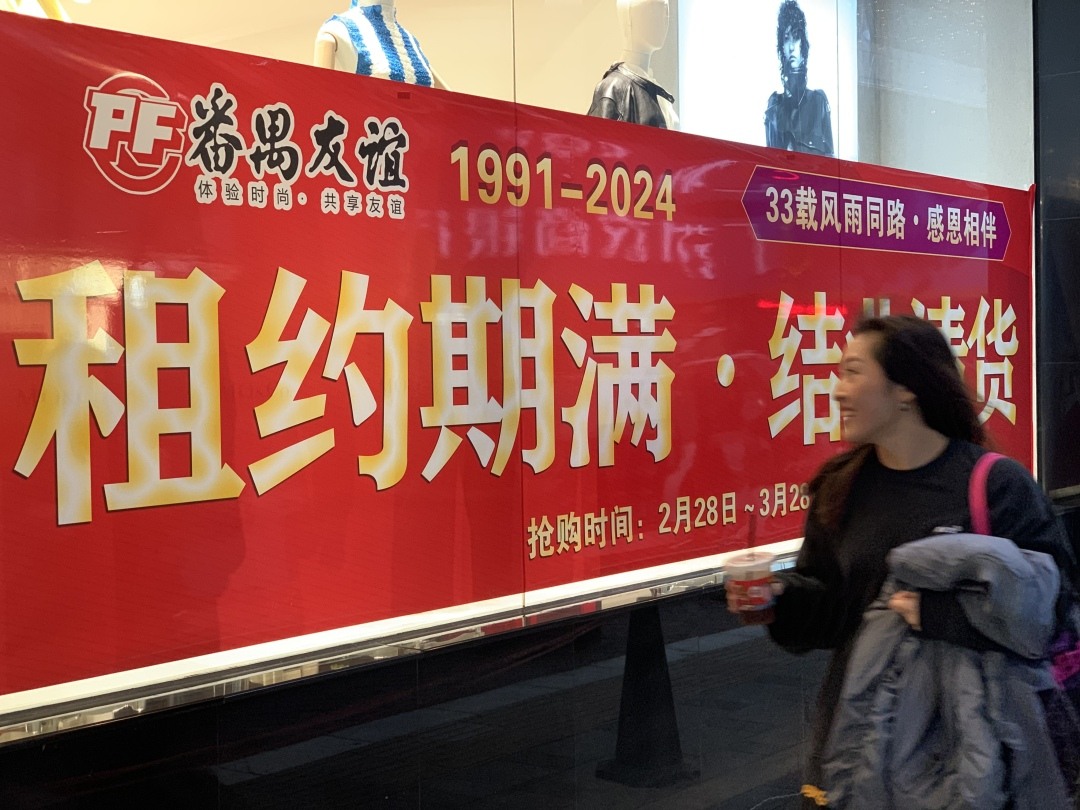 PF
番禺友谊
体验时尚·共享友谊
1991-2024
33载风雨同路·感恩相伴
租约期满·结 清货
抢购时间：2月28日~3月28